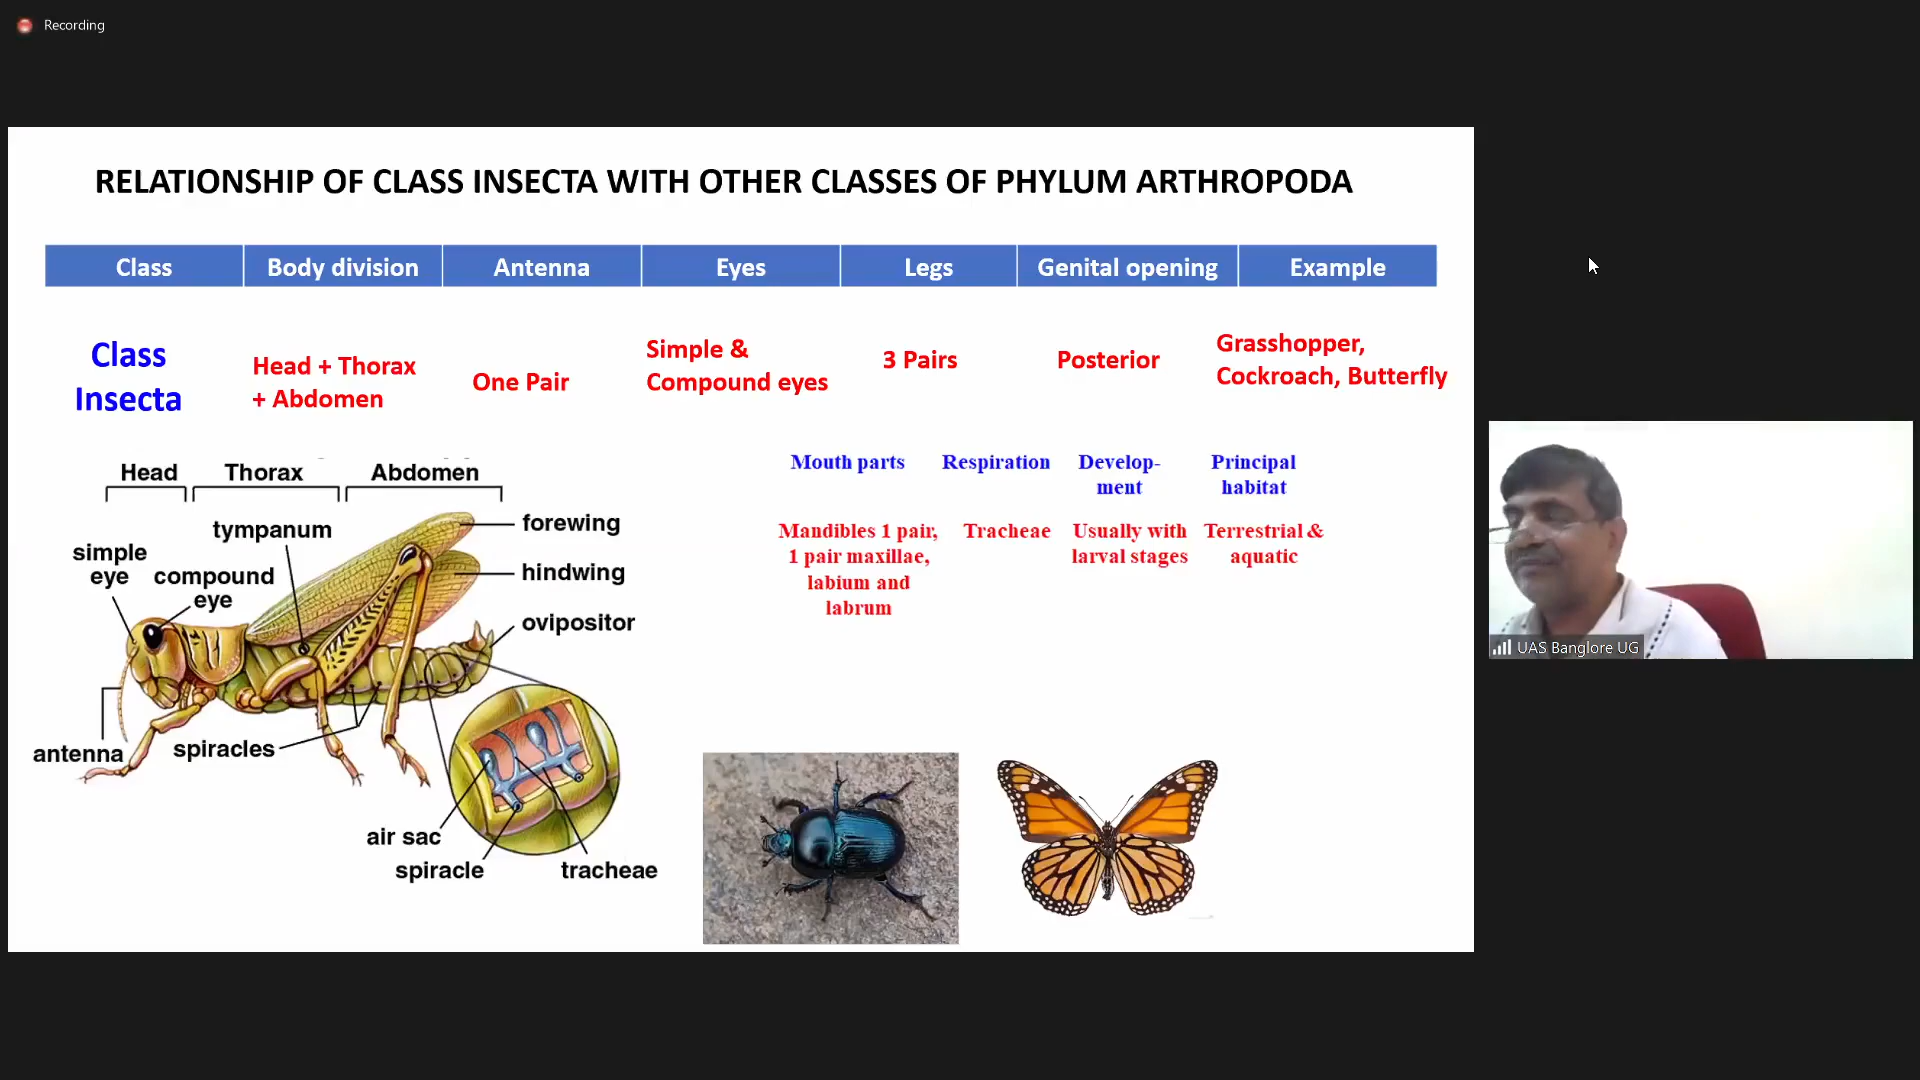 Recording
RELATIONSHIP OF CLASS INSECTA WITH OTHER CLASSES OF PHYLUM ARTHROPODA
Class Body division Antenna Eyes Legs Genital opening Example
Class
Insecta
Head + Thorax
+ Abdomen
One Pair
Simple &
Compound eyes
3 Pairs
Posterior
Grasshopper,
Cockroach, Butterfly
Head Thorax Abdomen
tympanum
forewing
simple
eye
compound
eye
hindwing
ovipositor
antenna
spiracles
air sac
spiracle
tracheae
Mouth parts
Respiration
Develop-
ment
Principal
habitat
Mandibles 1 pair,
1 pair maxillae,
labium and
labrum
Tracheae
Usually with
larval stages
Terrestrial &
aquatic
UAS Banglore UG